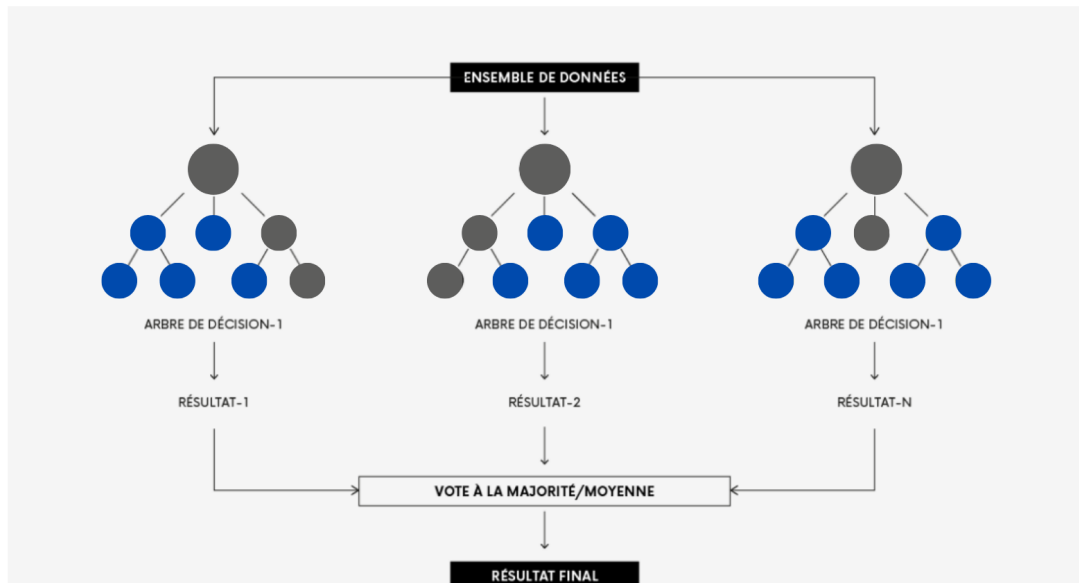 ENSEMBLE DE DONNÉES
ARBRE DE DÉCISION-1
ARBRE DE DÉCISION-1
ARBRE DE DÉCISION-1
RÉSULTAT-1
RÉSULTAT-2
RÉSULTAT-N
VOTE À LA MAJORITÉ/MOYENNE
RÉSULTAT FINAL